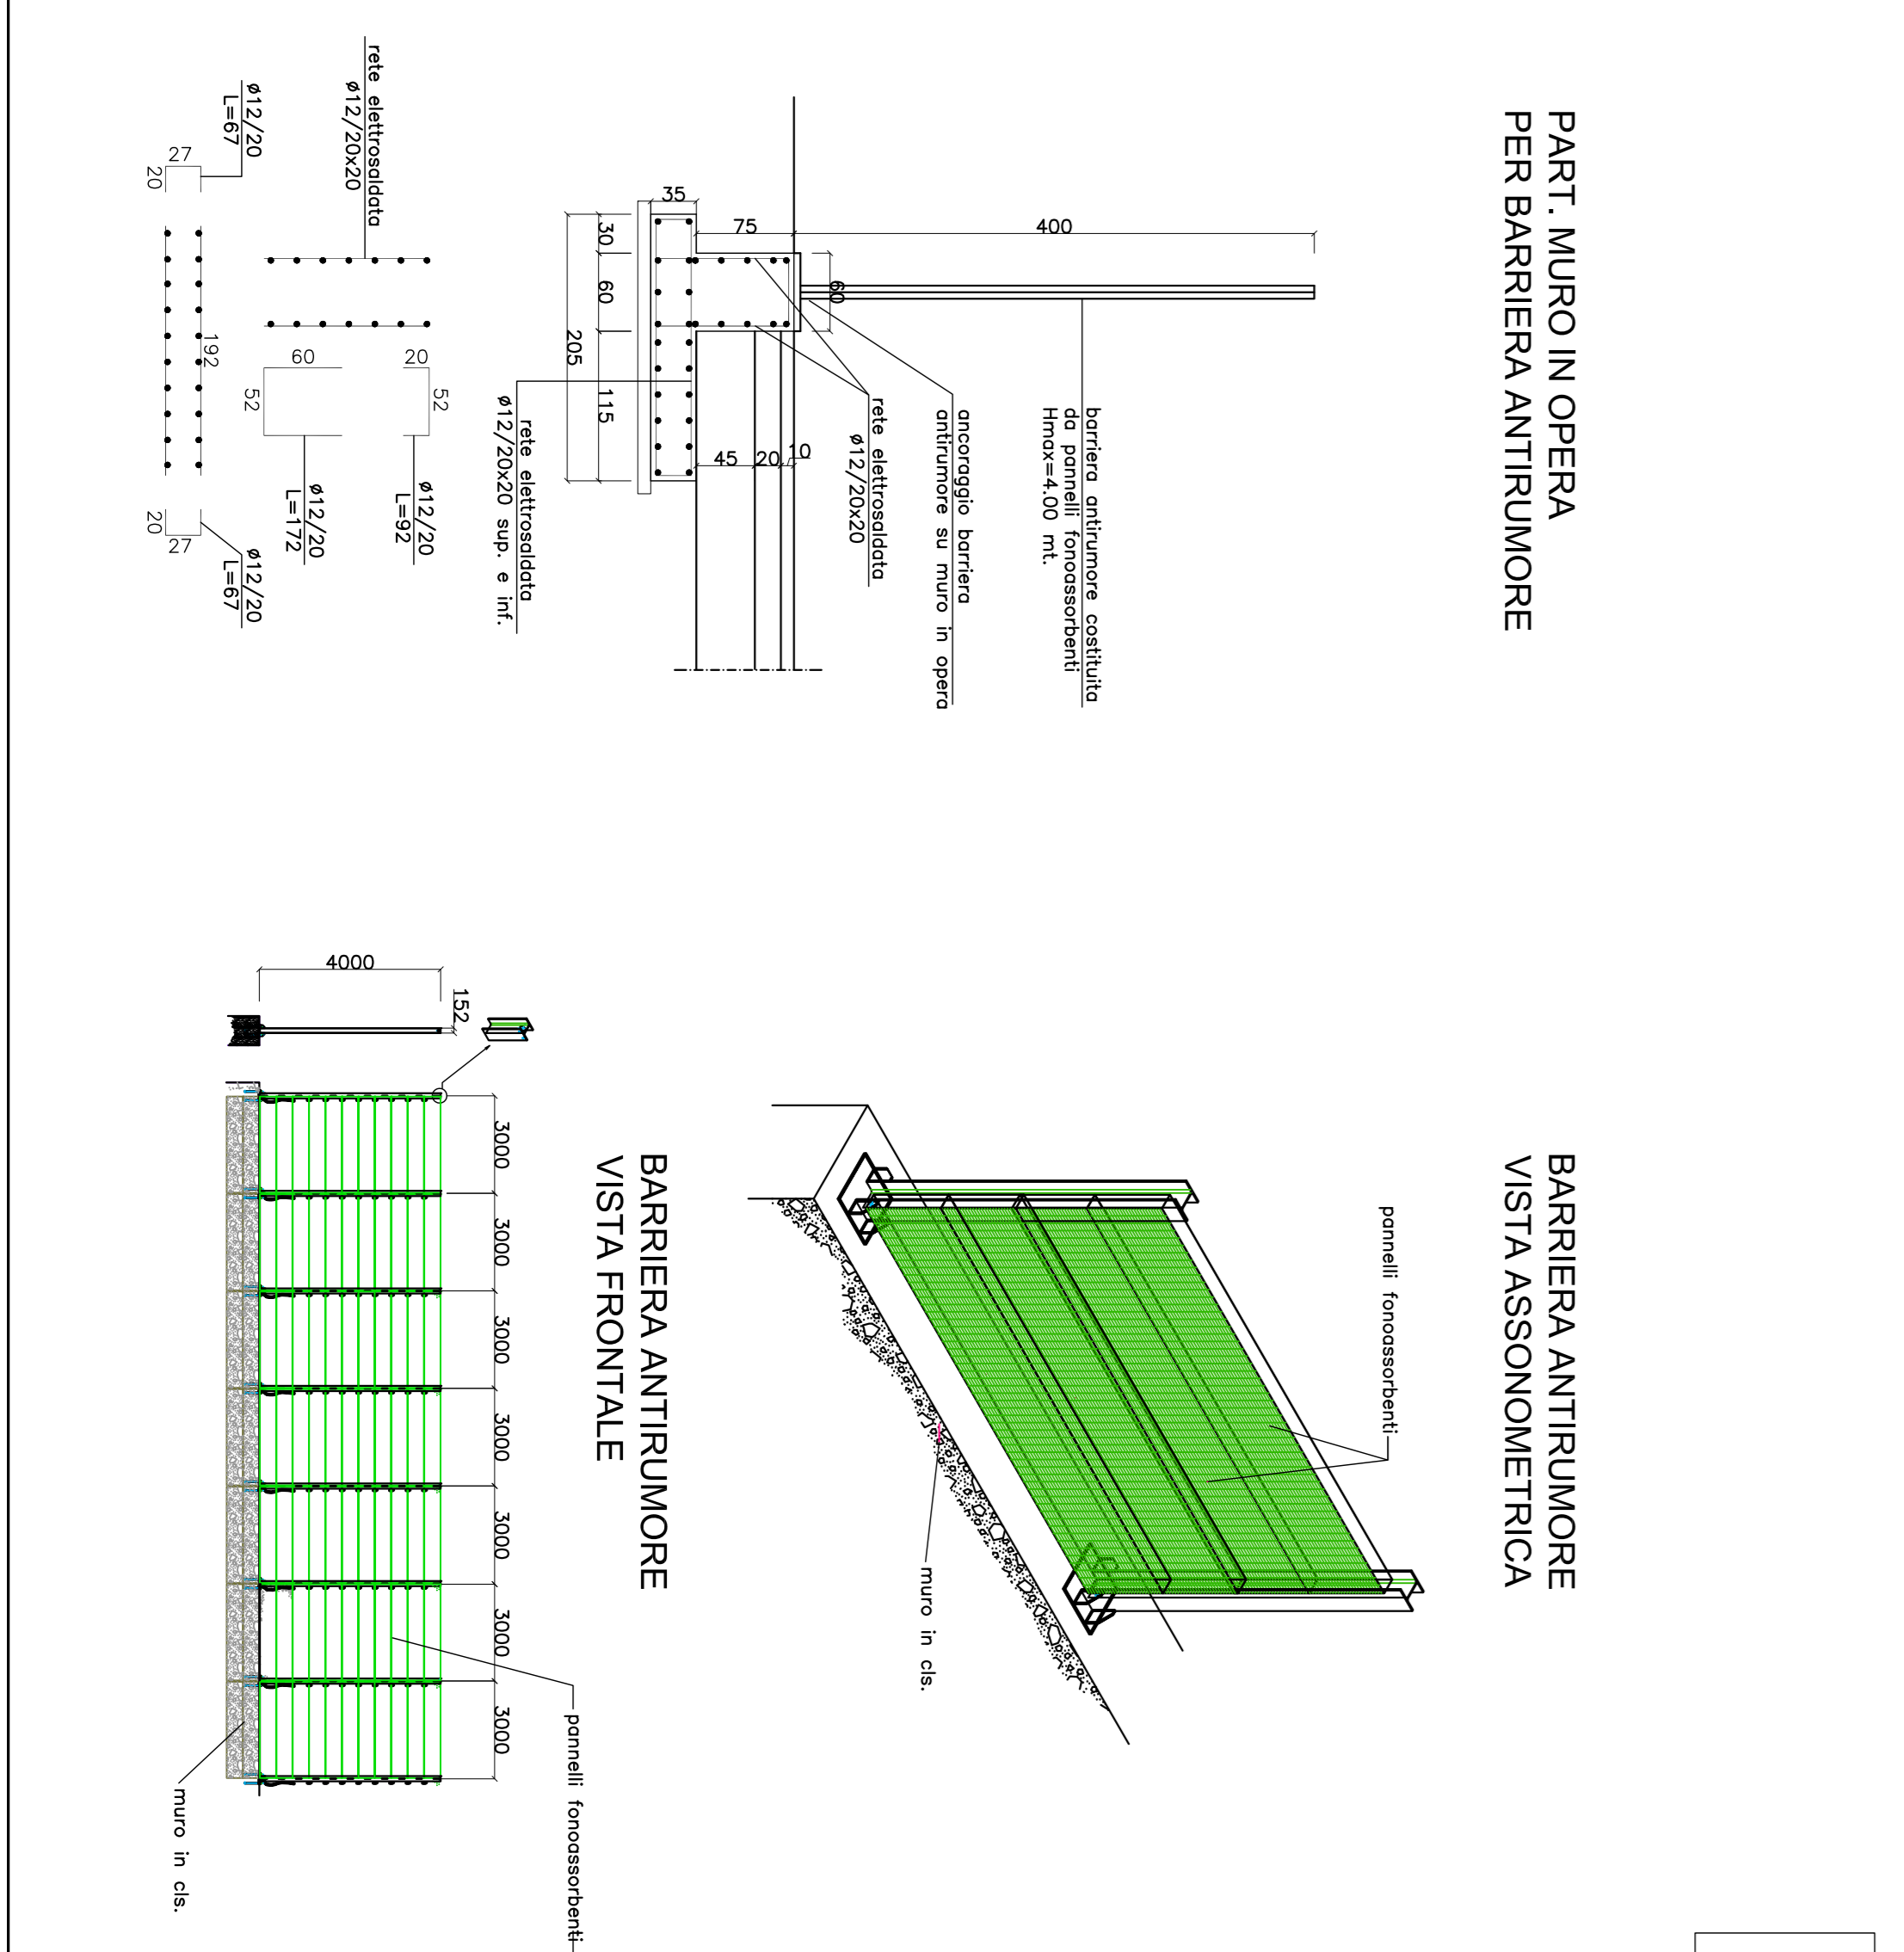 PART. MURO IN OPERA
PER BARRIERA ANTIRUMORE
400
barriera antirumore costituita
da pannelli fonoassorbenti
Hmax=4.00 mt.
ancoraggio barriera
antirumore su muro in opera
60
75
35
rete elettrosaldata
ø12/20x20
10
20
45
30
60
115
205
rete elettrosaldata
ø12/20x20 sup. e inf.
rete elettrosaldata
ø12/20x20
20
52
ø12/20
L=92
60
52
ø12/20
L=172
ø12/20
L=67
27
20
192
20
27
ø12/20
L=67
BARRIERA ANTIRUMORE
VISTA ASSONOMETRICA
pannelli fonoassorbenti
muro in cls.
BARRIERA ANTIRUMORE
VISTA FRONTALE
4000
152
3000
3000
3000
3000
3000
3000
3000
pannelli fonoassorbenti
muro in cls.